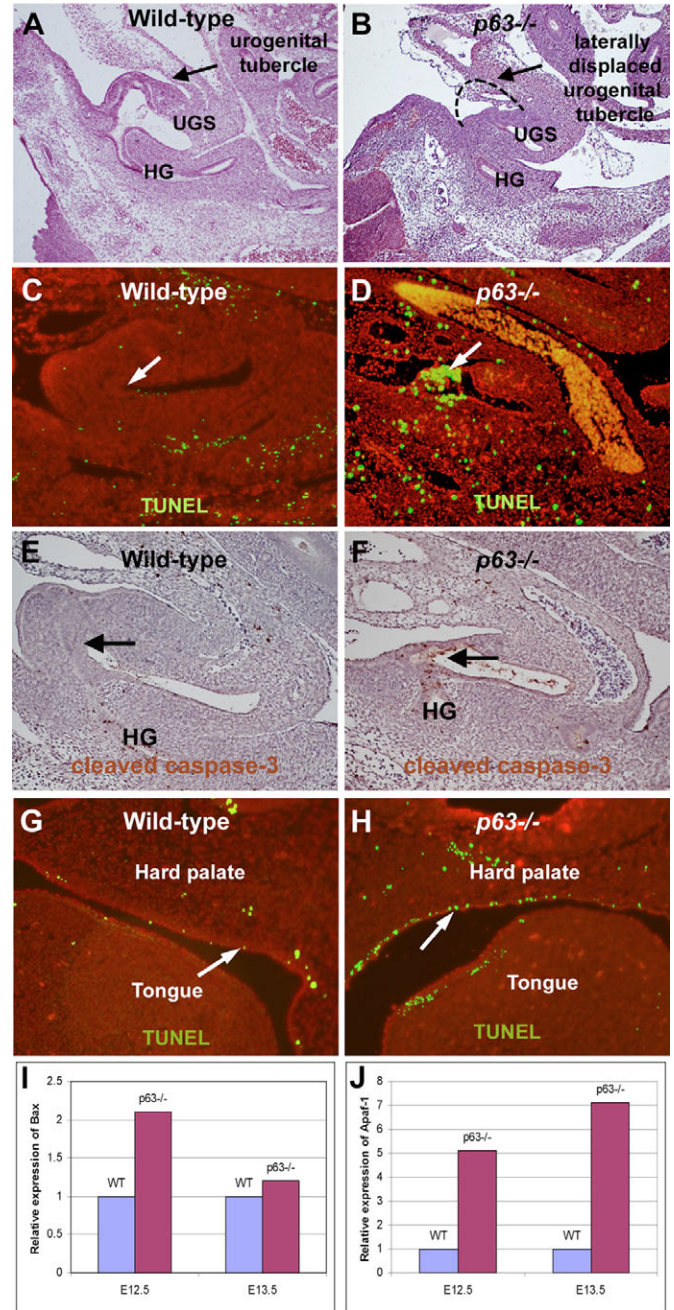 A
Wild-type
urogenital
tubercle
UGS
HG
B
p63-/-
laterally
displaced
urogenital
tubercle
UGS
HG
C
Wild-type
TUNEL
D
p63-/-
TUNEL
E
Wild-type
HG
cleaved caspase-3
F
p63-/-
HG
cleaved caspase-3
G
Wild-type
Hard palate
Tongue
TUNEL
H
p63-/-
Hard palate
Tongue
TUNEL
I
Relative expression of Bax
2.5
2
1.5
1
0.5
0
WT
p63-/-
WT
p63-/-
E12.5
E13.5
J
Relative expression of Apaf-1
8
7
6
5
4
3
2
1
0
WT
p63-/-
WT
p63-/-
E12.5
E13.5